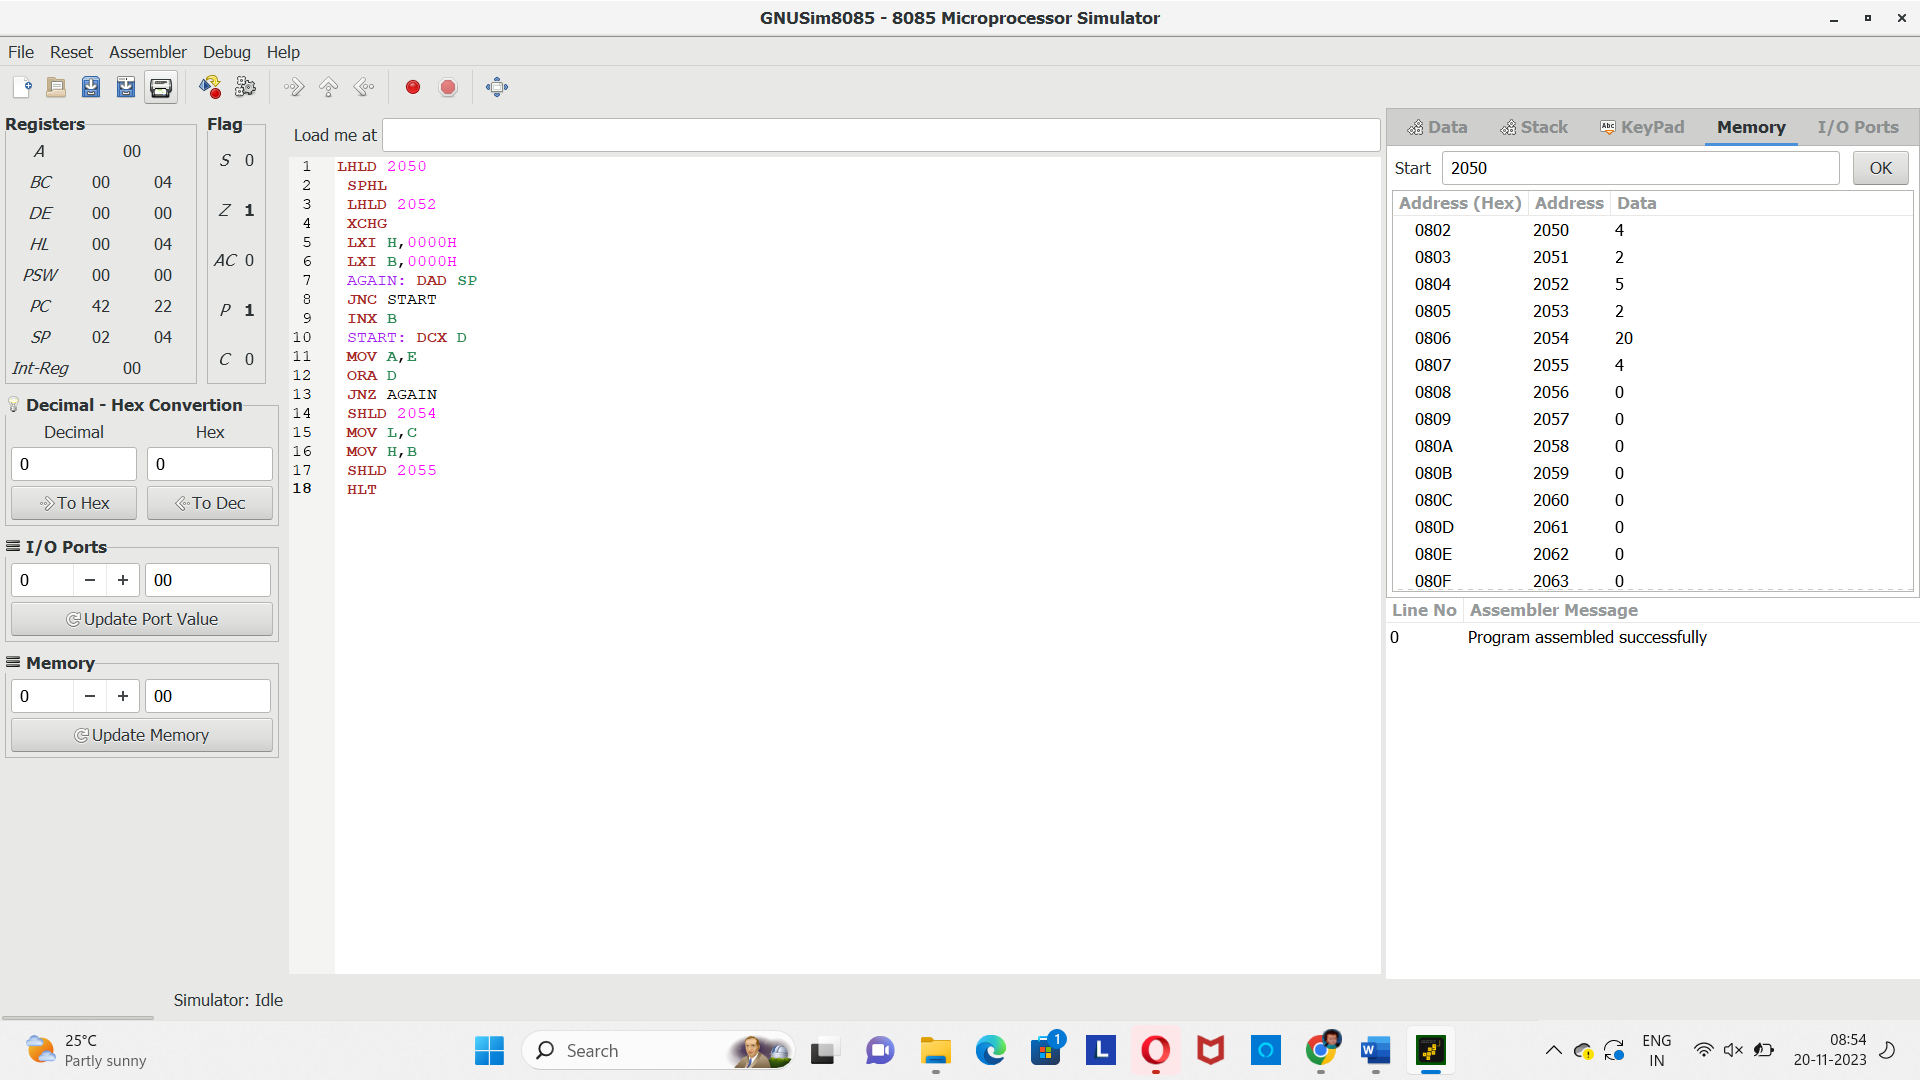 GNUSim8085 - 8085 Microprocessor Simulator
File Reset Assembler Debug Help
Registers
A 00
BC 00 04
DE 00 00
HL 00 04
PSW 00 00
PC 42 22
SP 02 04
Int-Reg 00
Flag
S 0
Z 1
AC 0
P 1
C 0
Decimal - Hex Convertion
Decimal Hex
0 0
To Hex To Dec
I/O Ports
0 − + 00
Update Port Value
Memory
0 − + 00
Update Memory
Load me at
1 LHLD 2050
2 SPHL
3 LHLD 2052
4 XCHG
5 LXI H,0000H
6 LXI B,0000H
7 AGAIN: DAD SP
8 JNC START
9 INX B
10 START: DCX D
11 MOV A,E
12 ORA D
13 JNZ AGAIN
14 SHLD 2054
15 MOV L,C
16 MOV H,B
17 SHLD 2055
18 HLT
Data Stack KeyPad Memory I/O Ports
Start 2050 OK
Address (Hex) Address Data
0802 2050 4
0803 2051 2
0804 2052 5
0805 2053 2
0806 2054 20
0807 2055 4
0808 2056 0
0809 2057 0
080A 2058 0
080B 2059 0
080C 2060 0
080D 2061 0
080E 2062 0
080F 2063 0
Line No Assembler Message
0 Program assembled successfully
Simulator: Idle
25°C
Partly sunny
Search
1
L
W
ENG
IN
08:54
20-11-2023